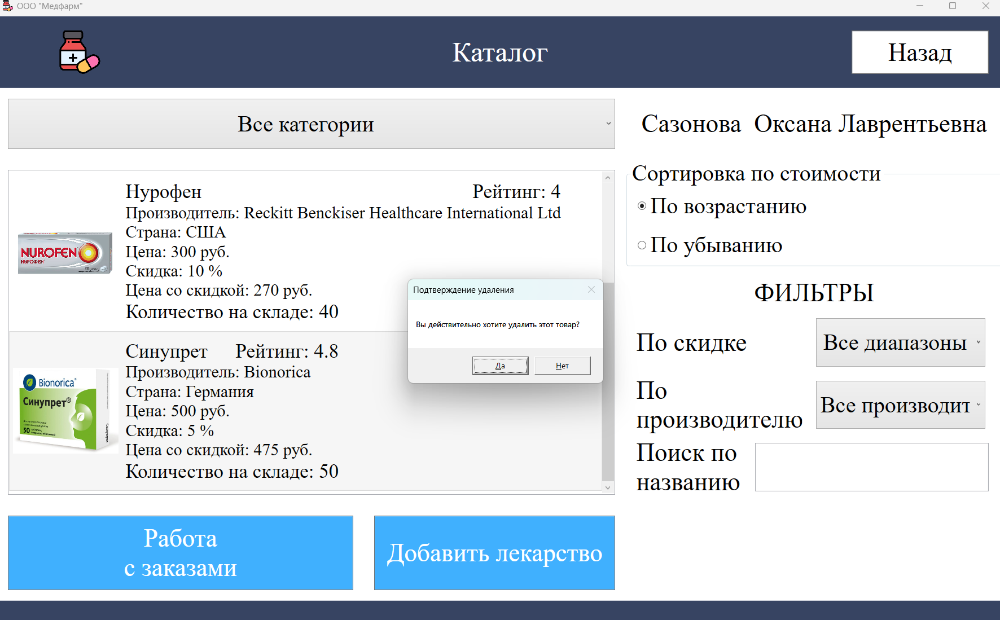 ООО "Медфарм"
Каталог
Назад
Все категории
Сазонова  Оксана Лаврентьевна
Нурофен
Рейтинг: 4
Производитель: Reckitt Benckiser Healthcare International Ltd
Страна: США
Цена: 300 руб.
Скидка: 10 %
Цена со скидкой: 270 руб.
Количество на складе: 40
NUROFEN
НУРОФЕН
Синупрет
Рейтинг: 4.8
Производитель: Bionorica
Страна: Германия
Цена: 500 руб.
Скидка: 5 %
Цена со скидкой: 475 руб.
Количество на складе: 50
Bionorica®
Синупрет®
50
Синупрет
Подтверждение удаления
Вы действительно хотите удалить этот товар?
Да
Нет
Сортировка по стоимости
По возрастанию
По убыванию
ФИЛЬТРЫ
По скидке
Все диапазоны
По
производителю
Все производит
Поиск по
названию
Работа
с заказами
Добавить лекарство